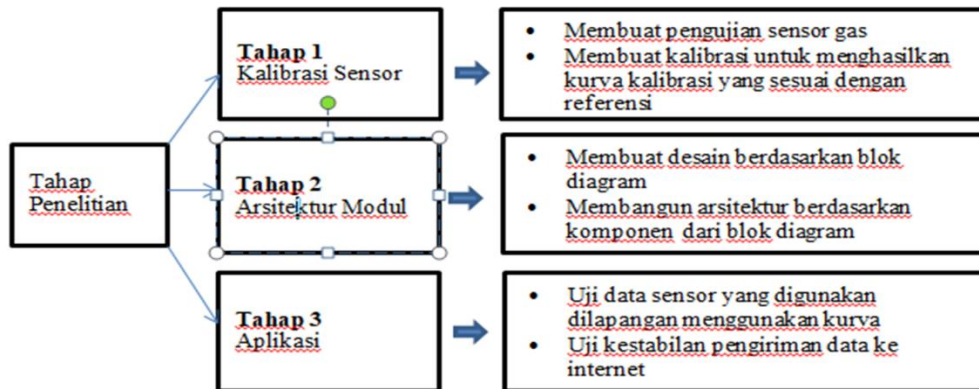 Tahap
Penelitian
Tahap 1
Kalibrasi Sensor
• Membuat pengujian sensor gas
• Membuat kalibrasi untuk menghasilkan
kurva kalibrasi yang sesuai dengan
referensi
Tahap 2
Arsitektur Modul
• Membuat desain berdasarkan blok
diagram
• Membangun arsitektur berdasarkan
komponen dari blok diagram
Tahap 3
Aplikasi
• Uji data sensor yang digunakan
dilapangan menggunakan kurva
• Uji kestabilan pengiriman data ke
internet